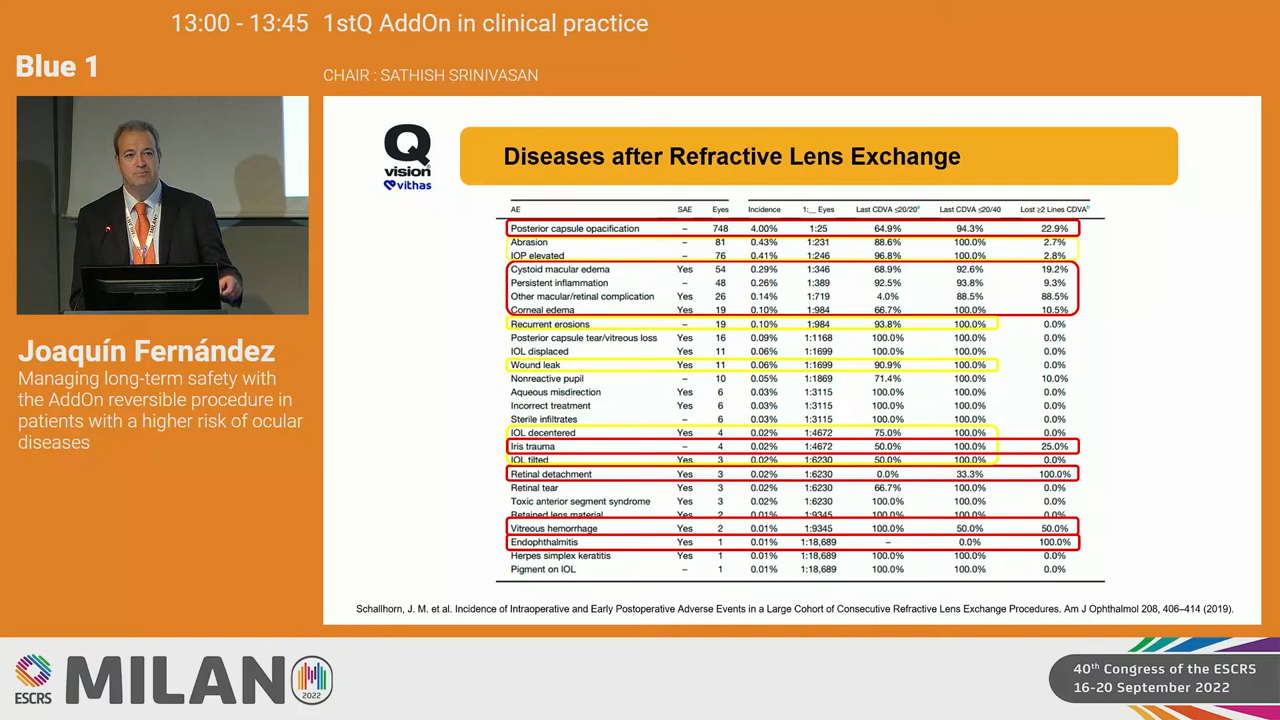 13:00 - 13:45 1stQ AddOn in clinical practice
Blue 1
CHAIR : SATHISH SRINIVASAN
Joaquín Fernández
Managing long-term safety with
the AddOn reversible procedure in
patients with a higher risk of ocular
diseases
Q
vision
vithas
Diseases after Refractive Lens Exchange
AE SAE Eyes Incidence 1:__ Eyes Last CDVA ≤20/20ª Last CDVA ≤20/40 Lost ≥2 Lines CDVAᵇ
Posterior capsule opacification – 748 4.00% 1:25 64.9% 94.3% 22.9%
Abrasion – 81 0.43% 1:231 88.6% 100.0% 2.7%
IOP elevated – 76 0.41% 1:246 96.8% 100.0% 2.8%
Cystoid macular edema Yes 54 0.29% 1:346 68.9% 92.6% 19.2%
Persistent inflammation – 48 0.26% 1:389 92.5% 93.8% 9.3%
Other macular/retinal complication Yes 26 0.14% 1:719 4.0% 88.5% 88.5%
Corneal edema Yes 19 0.10% 1:984 66.7% 100.0% 10.5%
Recurrent erosions – 19 0.10% 1:984 93.8% 100.0% 0.0%
Posterior capsule tear/vitreous loss Yes 16 0.09% 1:1168 100.0% 100.0% 0.0%
IOL displaced Yes 11 0.06% 1:1699 100.0% 100.0% 0.0%
Wound leak Yes 11 0.06% 1:1699 90.9% 100.0% 0.0%
Nonreactive pupil – 10 0.05% 1:1869 71.4% 100.0% 10.0%
Aqueous misdirection Yes 6 0.03% 1:3115 100.0% 100.0% 0.0%
Incorrect treatment Yes 6 0.03% 1:3115 100.0% 100.0% 0.0%
Sterile infiltrates – 6 0.03% 1:3115 100.0% 100.0% 0.0%
IOL decentered Yes 4 0.02% 1:4672 75.0% 100.0% 0.0%
Iris trauma – 4 0.02% 1:4672 50.0% 100.0% 25.0%
IOL tilted Yes 3 0.02% 1:6230 50.0% 100.0% 0.0%
Retinal detachment Yes 3 0.02% 1:6230 0.0% 33.3% 100.0%
Retinal tear Yes 3 0.02% 1:6230 66.7% 100.0% 0.0%
Toxic anterior segment syndrome Yes 3 0.02% 1:6230 100.0% 100.0% 0.0%
Retained lens material Yes 2 0.01% 1:9345 100.0% 100.0% 0.0%
Vitreous hemorrhage Yes 2 0.01% 1:9345 100.0% 50.0% 50.0%
Endophthalmitis Yes 1 0.01% 1:18,689 – 0.0% 100.0%
Herpes simplex keratitis Yes 1 0.01% 1:18,689 100.0% 100.0% 0.0%
Pigment on IOL – 1 0.01% 1:18,689 100.0% 100.0% 0.0%
Schallhorn, J. M. et al. Incidence of Intraoperative and Early Postoperative Adverse Events in a Large Cohort of Consecutive Refractive Lens Exchange Procedures. Am J Ophthalmol 208, 406–414 (2019).
ESCRS
MILANO
2022
40th Congress of the ESCRS
16-20 September 2022